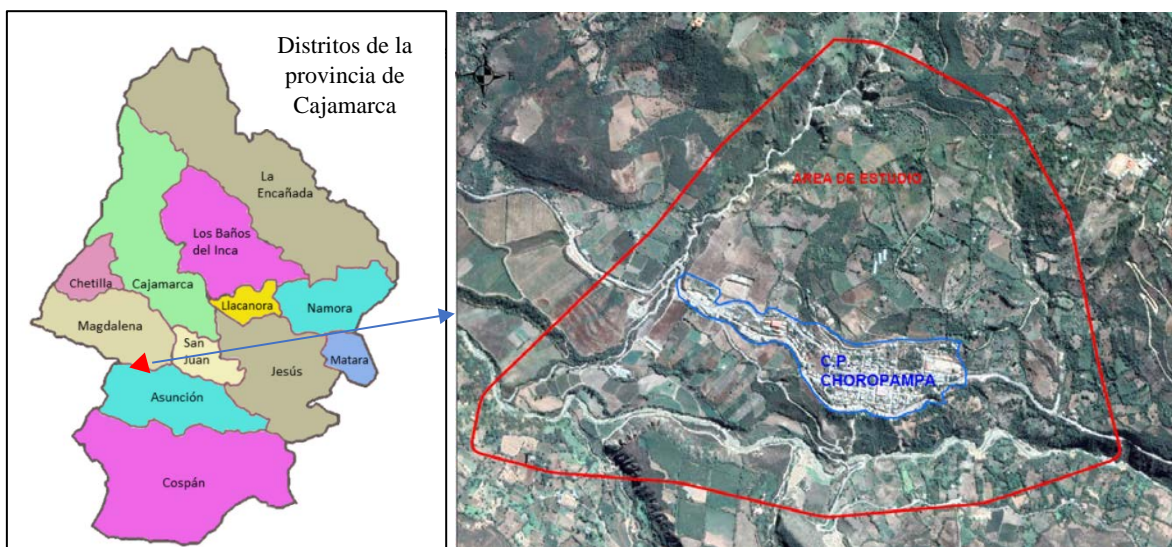 Distritos de la
provincia de
Cajamarca
La
Encañada
Los Baños
del Inca
Chetilla
Cajamarca
Llacanora
Namora
Magdalena
San
Juan
Jesús
Matara
Asunción
Cospán
E
S
AREA DE ESTUDIO
C.P.
CHOROPAMPA